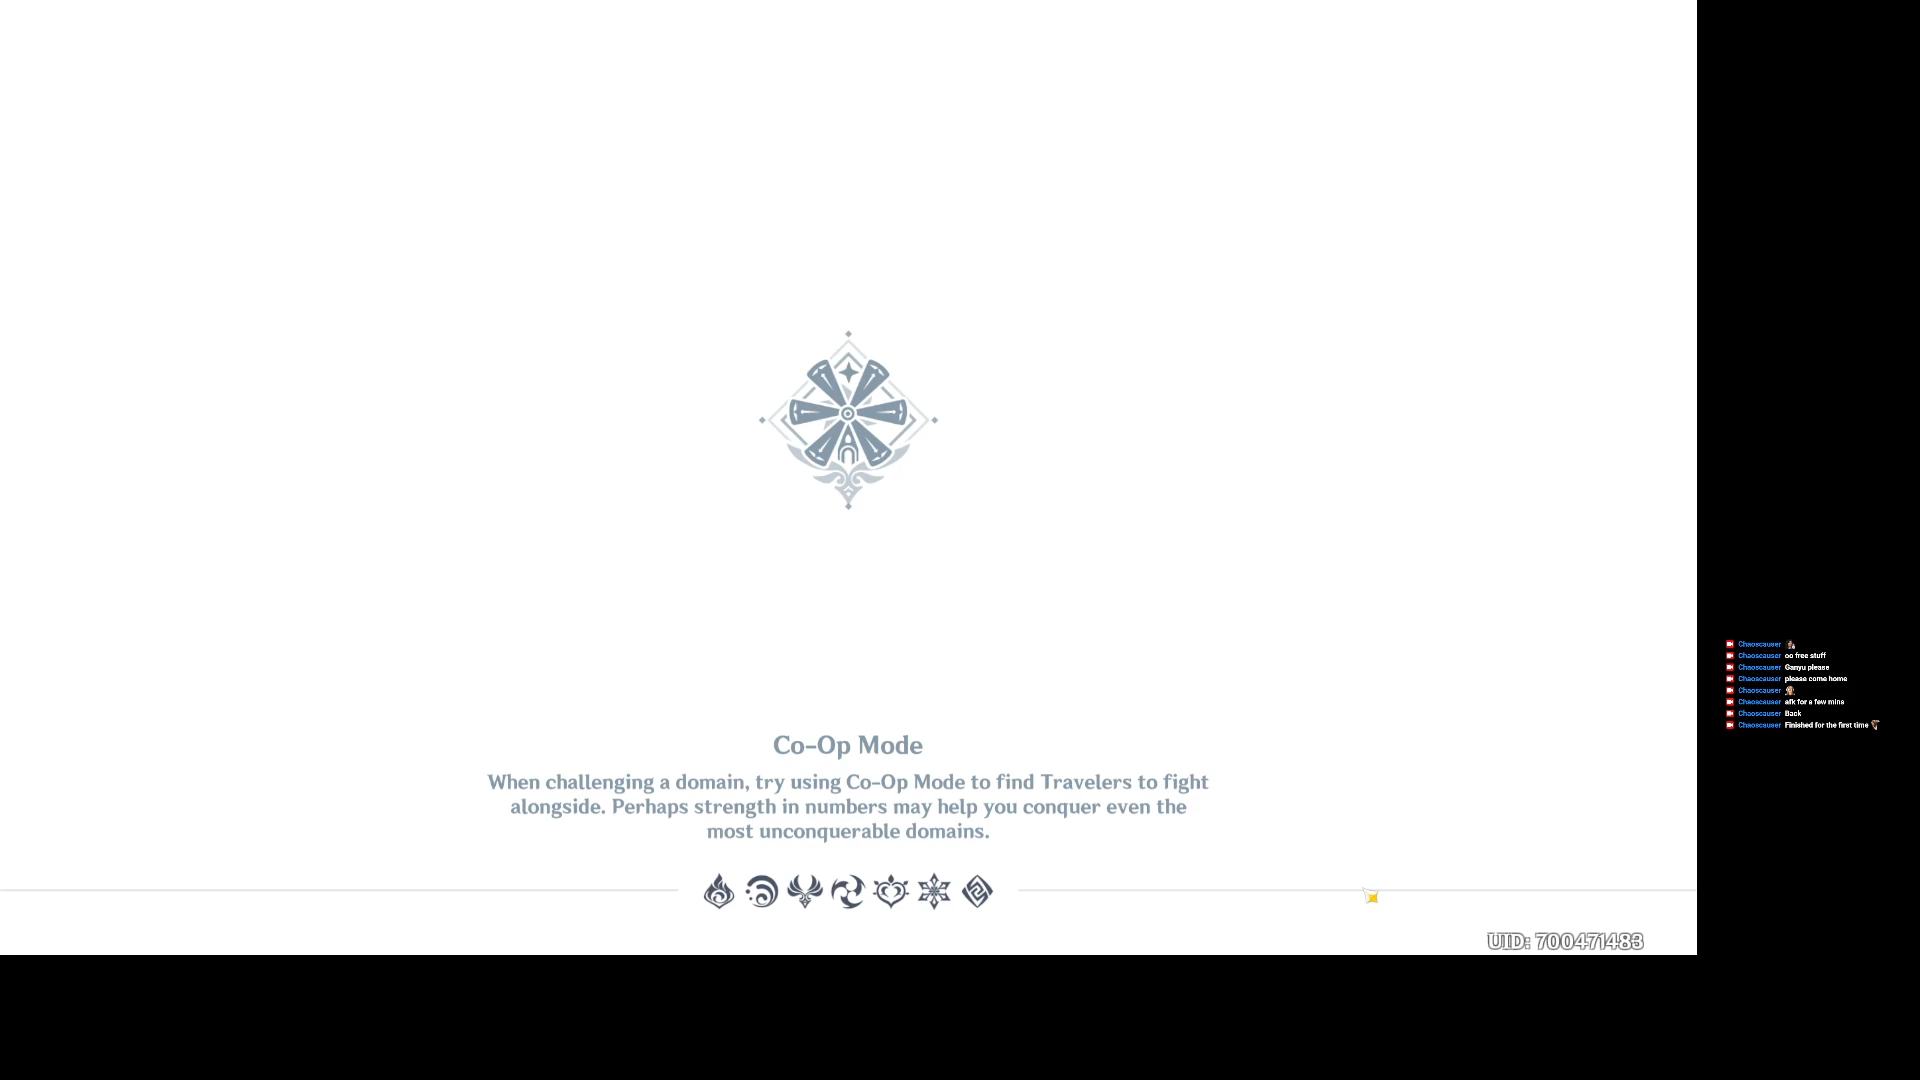 Chaoscauser
Chaoscauser oo free stuff
Chaoscauser Ganyu please
Chaoscauser please come home
Chaoscauser
Chaoscauser afk for a few mins
Chaoscauser Back
Chaoscauser Finished for the first time
Co-Op Mode
When challenging a domain, try using Co-Op Mode to find Travelers to fight
alongside. Perhaps strength in numbers may help you conquer even the
most unconquerable domains.
UID: 700471483